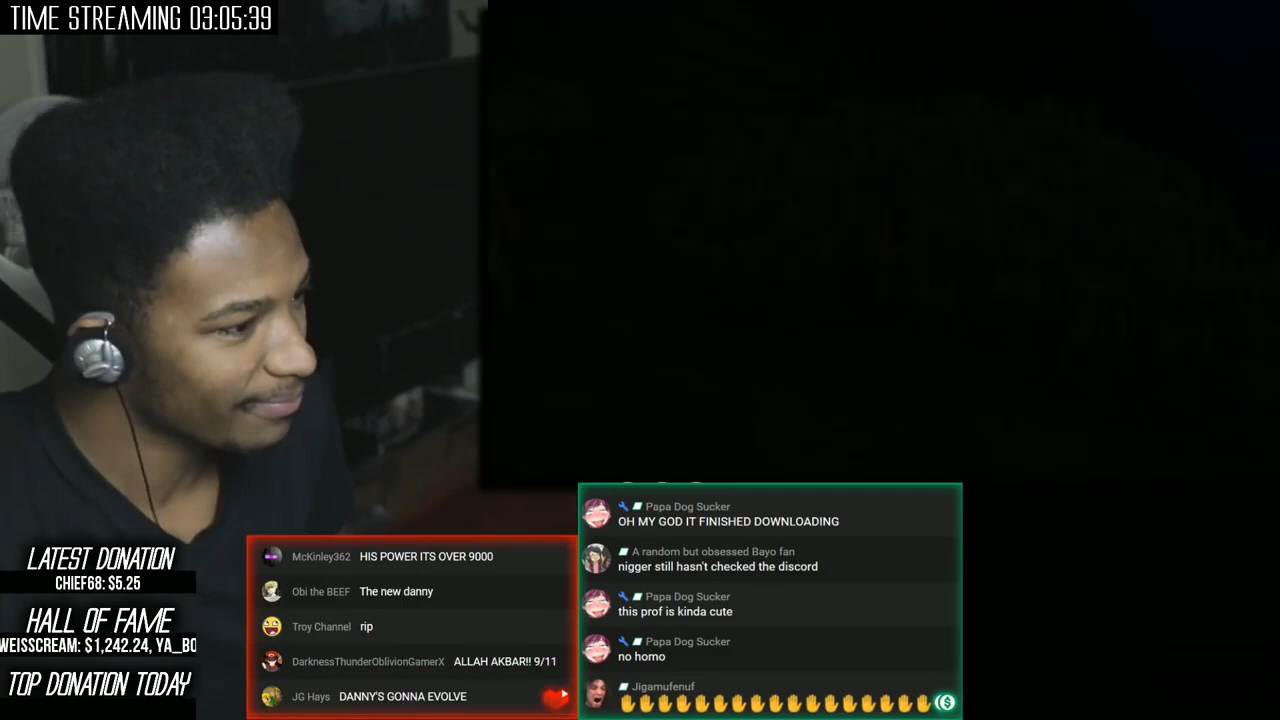 TIME STREAMING 03:05:39
LATEST DONATION
CHIEF68: $5.25
HALL OF FAME
WEISSCREAM: $1,242.24, YA_BO
TOP DONATION TODAY
McKinley362 HIS POWER ITS OVER 9000
Obi the BEEF The new danny
Troy Channel rip
DarknessThunderOblivionGamerX ALLAH AKBAR!! 9/11
JG Hays DANNY'S GONNA EVOLVE
Papa Dog Sucker
OH MY GOD IT FINISHED DOWNLOADING
A random but obsessed Bayo fan
nigger still hasn't checked the discord
Papa Dog Sucker
this prof is kinda cute
Papa Dog Sucker
no homo
Jigamufenuf
✋✋✋✋✋✋✋✋✋✋✋✋✋✋✋✋✋